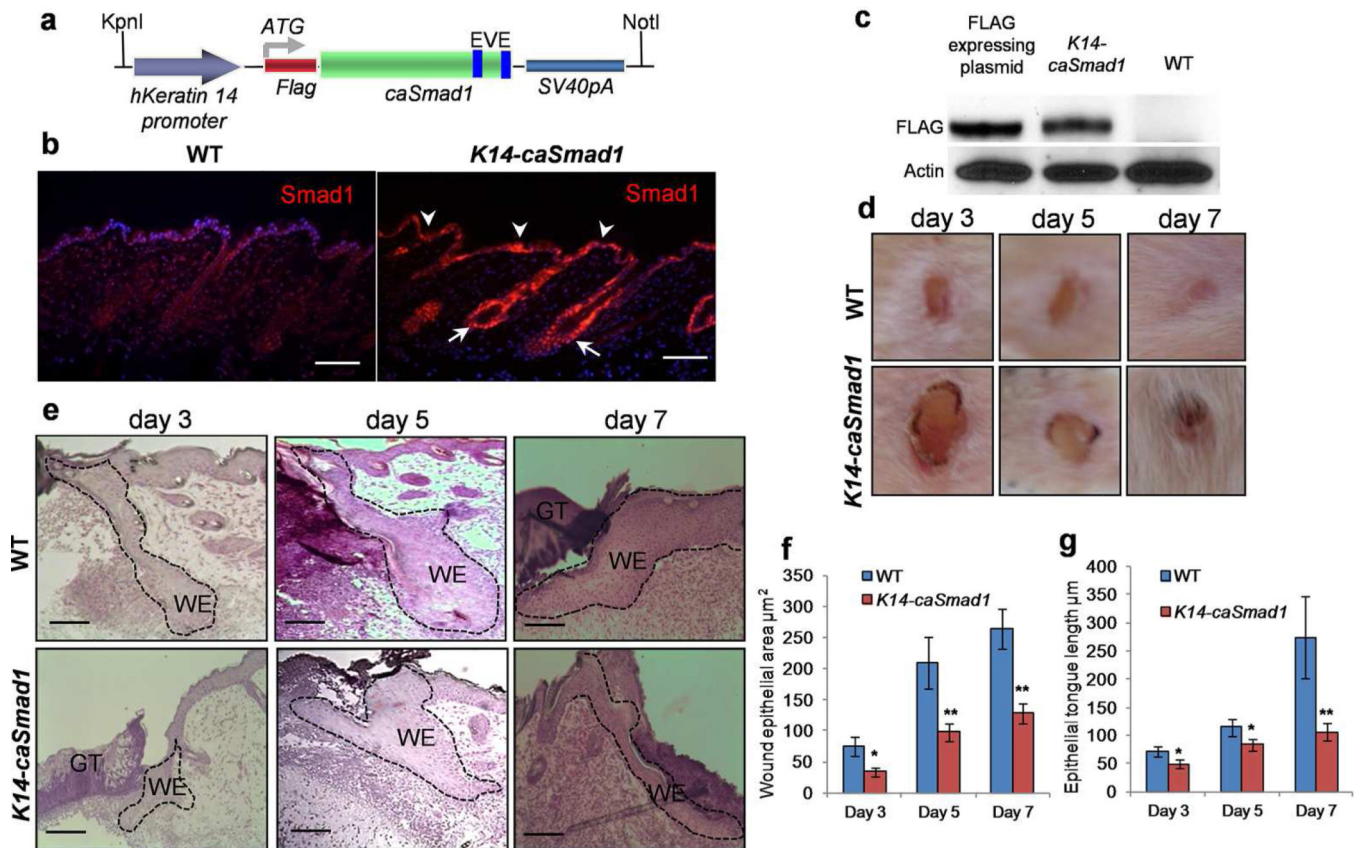 a
KpnI
ATG
EVE
NotI
Flag
caSmad1
SV40pA
hKeratin 14
promoter
b
WT
K14-caSmad1
Smad1
Smad1
c
FLAG
expressing
plasmid
K14-
caSmad1
WT
FLAG
Actin
d
day 3
day 5
day 7
WT
K14-caSmad1
e
day 3
day 5
day 7
WT
WE
WE
GT
WE
K14-caSmad1
GT
WE
WE
WE
f
Wound epithelial area µm²
350
300
250
200
150
100
50
0
WT
K14-caSmad1
*
**
**
Day 3
Day 5
Day 7
g
Epithelial tongue length µm
400
350
300
250
200
150
100
50
0
WT
K14-caSmad1
*
*
**
Day 3
Day 5
Day 7